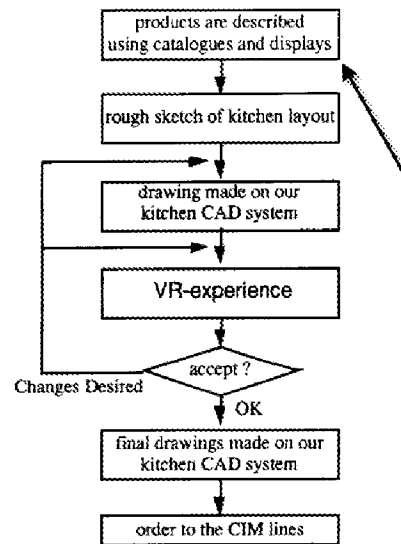 products are described
using catalogues and displays
rough sketch of kitchen layout
drawing made on our
kitchen CAD system
VR-experience
accept ?
Changes Desired
OK
final drawings made on our
kitchen CAD system
order to the CIM lines